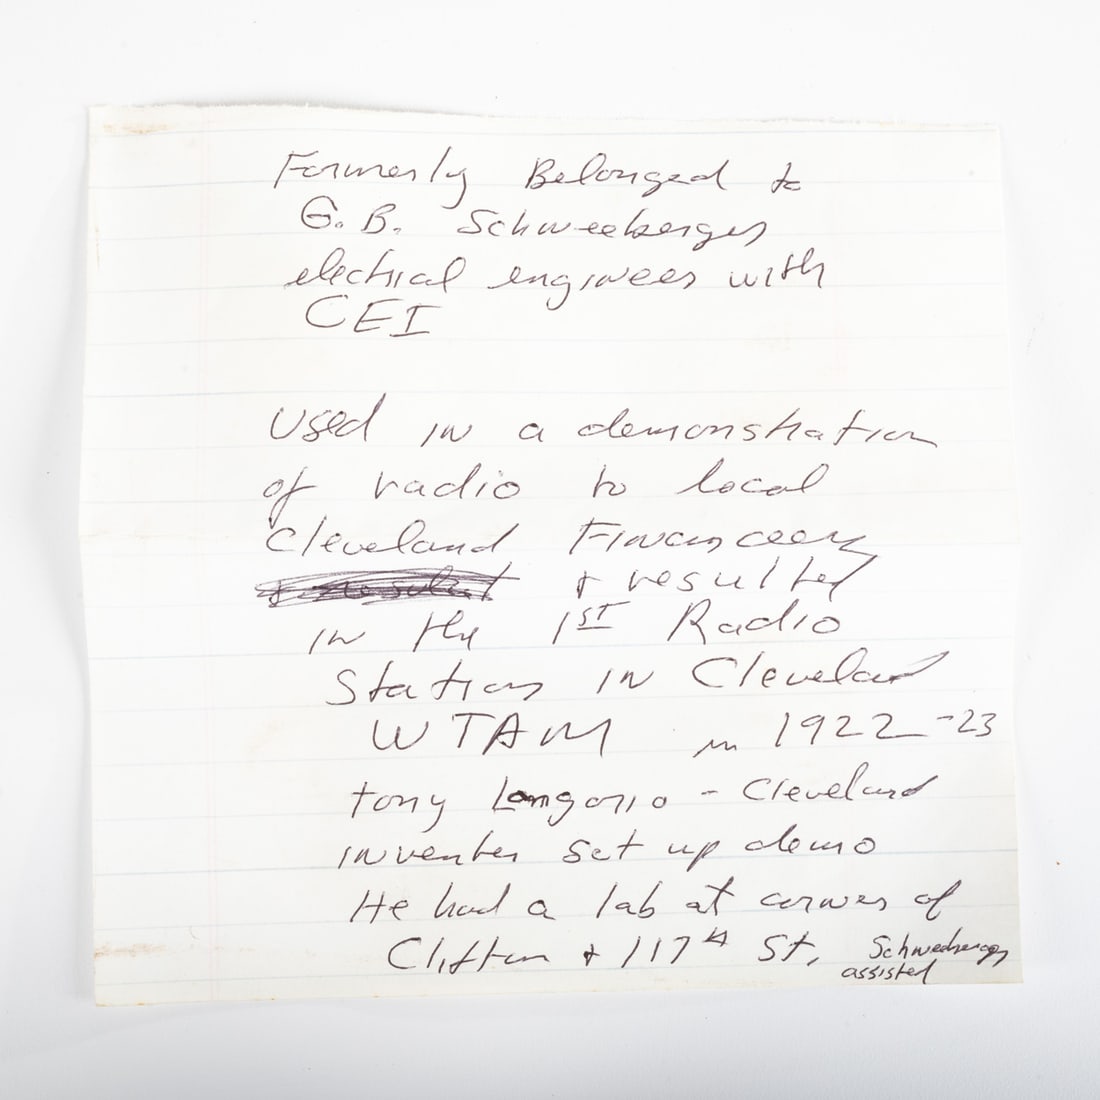 Formerly Belonged to
G. B. Schweeberger
electrical engineer with
CEI
Used in a demonstration
of radio to local
Cleveland Financeers
& resulted
in the 1ST Radio
Station in Cleveland
WTAM in 1922-23
Tony Longorio - Cleveland
inventer set up demo
He had a lab at corner of
Clifton & 117th St,
assisted